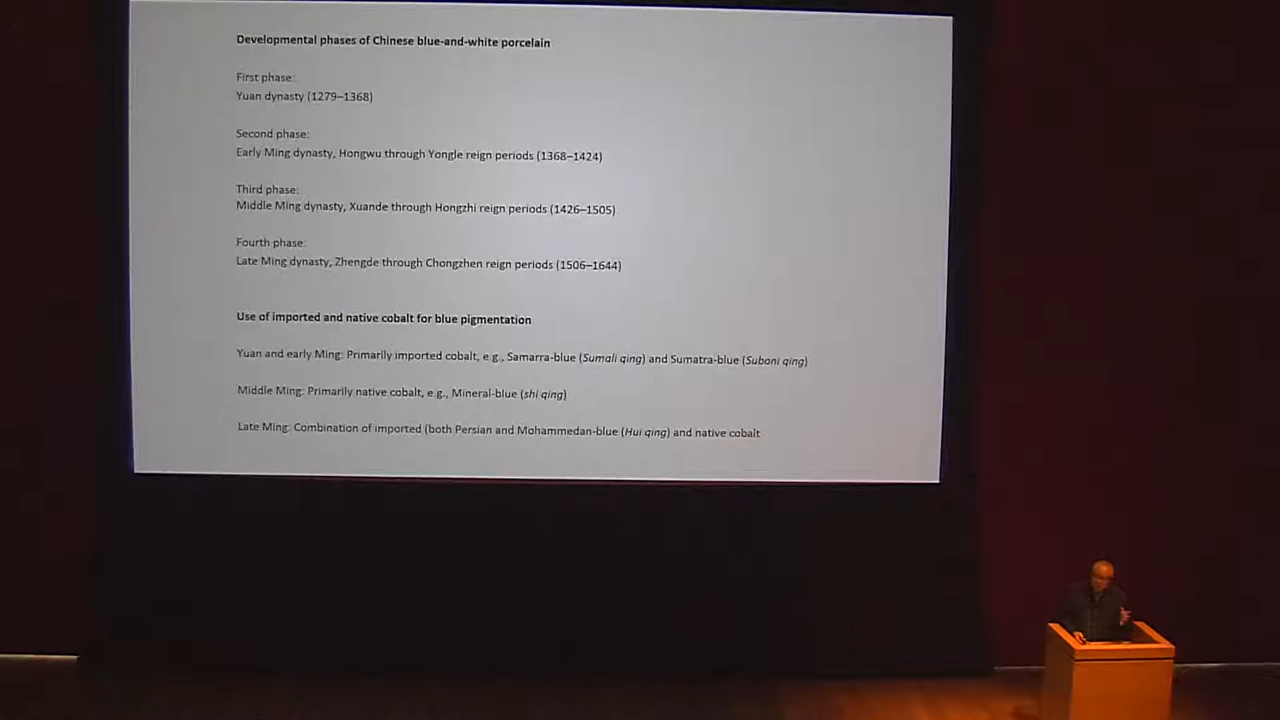 Developmental phases of Chinese blue-and-white porcelain
First phase:
Yuan dynasty (1279–1368)
Second phase:
Early Ming dynasty, Hongwu through Yongle reign periods (1368–1424)
Third phase:
Middle Ming dynasty, Xuande through Hongzhi reign periods (1426–1505)
Fourth phase:
Late Ming dynasty, Zhengde through Chongzhen reign periods (1506–1644)
Use of imported and native cobalt for blue pigmentation
Yuan and early Ming: Primarily imported cobalt, e.g., Samarra-blue (Sumali qing) and Sumatra-blue (Suboni qing)
Middle Ming: Primarily native cobalt, e.g., Mineral-blue (shi qing)
Late Ming: Combination of imported (both Persian and Mohammedan-blue (Hui qing) and native cobalt